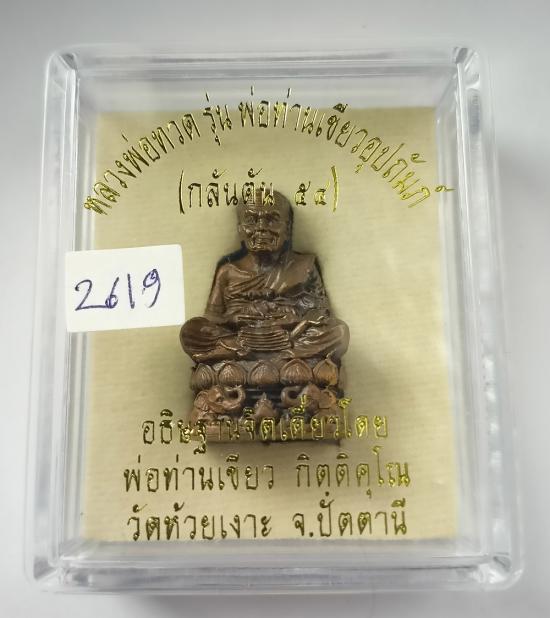 หลวงพ่อทวด รุ่น พ่อท่านเขียวอุปถัมภ์
(กลันตัน ๕๔)
2619
อธิษฐานจิตเดี่ยวโดย
พ่อท่านเขียว กิตติคุโณ
วัดห้วยเงาะ จ.ปัตตานี